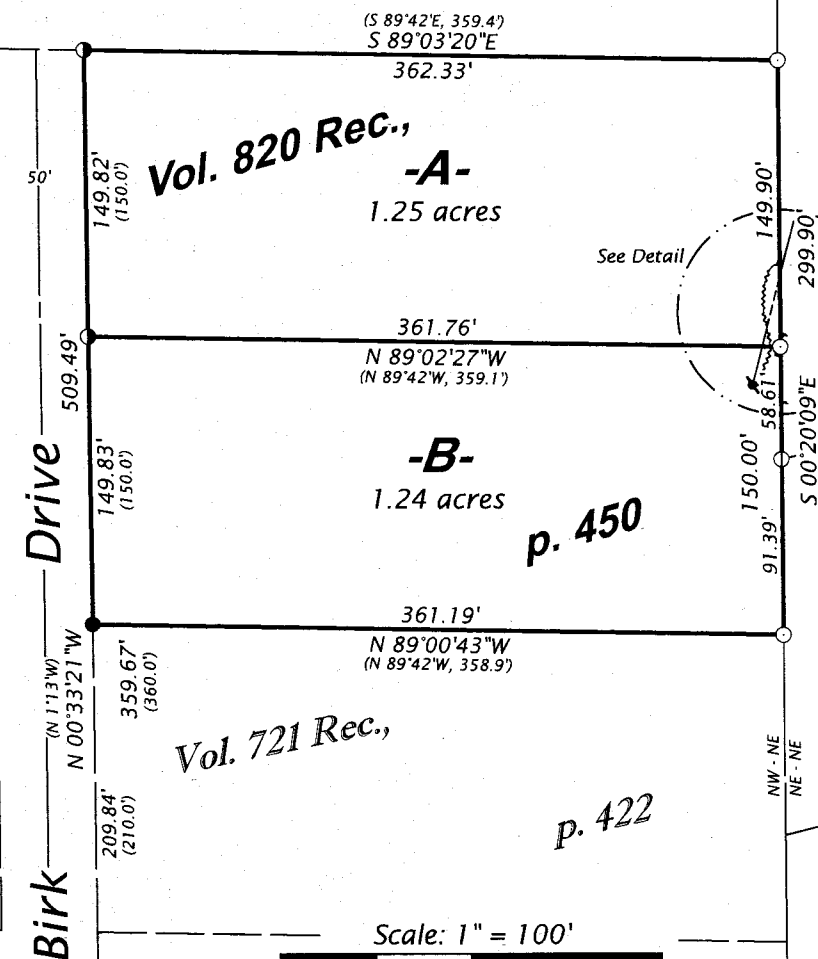 (S 89°42'E, 359.4')
S 89°03'20"E
362.33'
Vol. 820 Rec.,
-A-
1.25 acres
50'
149.82'
(150.0')
149.90'
299.90'
See Detail
361.76'
N 89°02'27"W
(N 89°42'W, 359.1')
509.49'
58.61'
S 00°20'09"E
-B-
1.24 acres
149.83'
(150.0')
150.00'
91.39'
p. 450
Drive
361.19'
N 89°00'43"W
(N 89°42'W, 358.9')
(N 1°13'W)
N 00°33'21"W
359.67'
(360.0')
Vol. 721 Rec.,
NW - NE
NE - NE
209.84'
(210.0')
p. 422
Birk
Scale: 1" = 100'